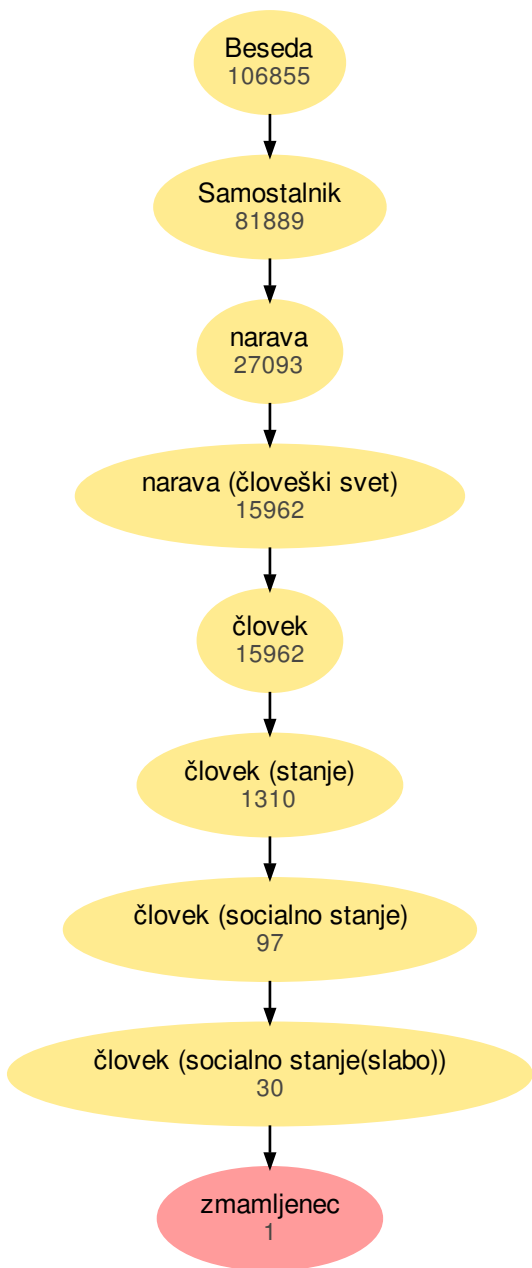 Beseda
106855
Samostalnik
81889
narava
27093
narava (človeški svet)
15962
človek
15962
človek (stanje)
1310
človek (socialno stanje)
97
človek (socialno stanje(slabo))
30
zmamljenec
1